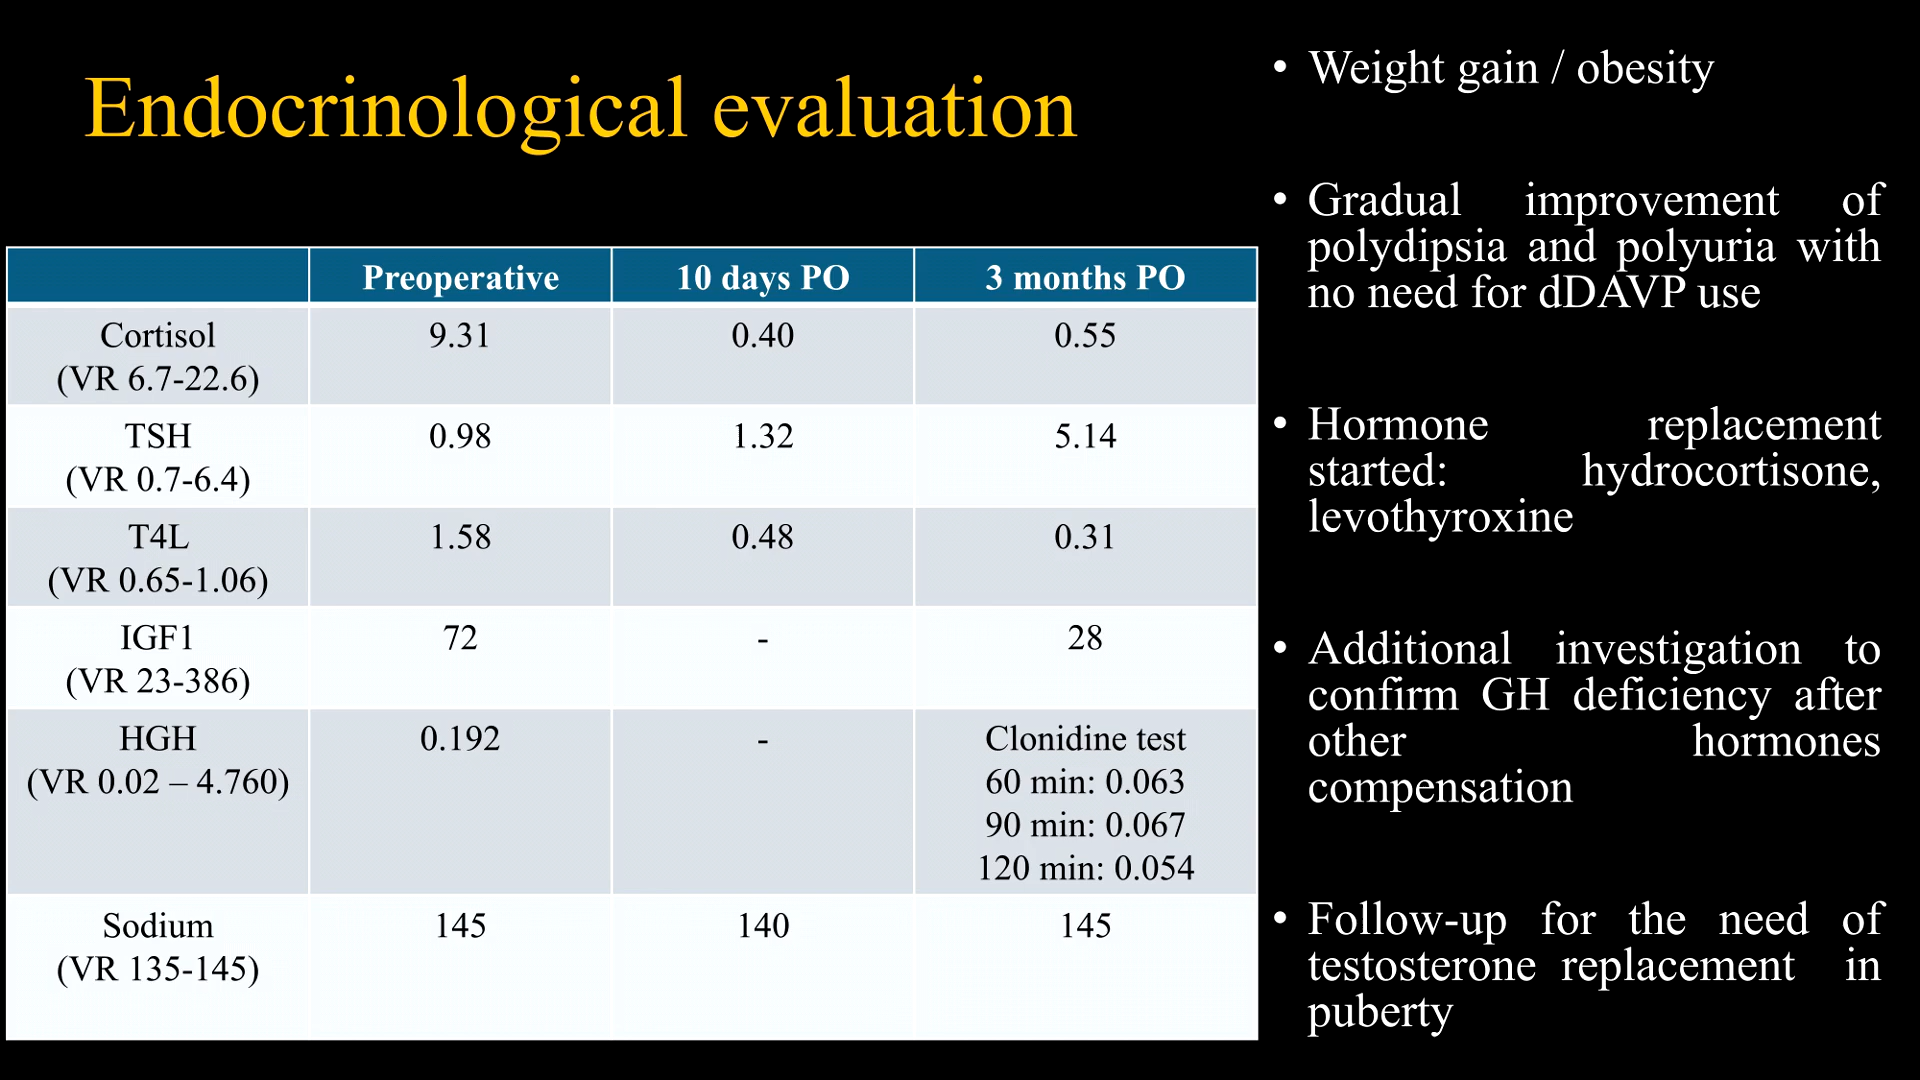 Endocrinological evaluation
Preoperative 10 days PO 3 months PO
Cortisol 9.31 0.40 0.55
(VR 6.7-22.6)
TSH 0.98 1.32 5.14
(VR 0.7-6.4)
T4L 1.58 0.48 0.31
(VR 0.65-1.06)
IGF1 72 - 28
(VR 23-386)
HGH 0.192 - Clonidine test
(VR 0.02 – 4.760) 60 min: 0.063
90 min: 0.067
120 min: 0.054
Sodium 145 140 145
(VR 135-145)
• Weight gain / obesity
• Gradual improvement of
polydipsia and polyuria with
no need for dDAVP use
• Hormone replacement
started: hydrocortisone,
levothyroxine
• Additional investigation to
confirm GH deficiency after
other hormones
compensation
• Follow-up for the need of
testosterone replacement in
puberty